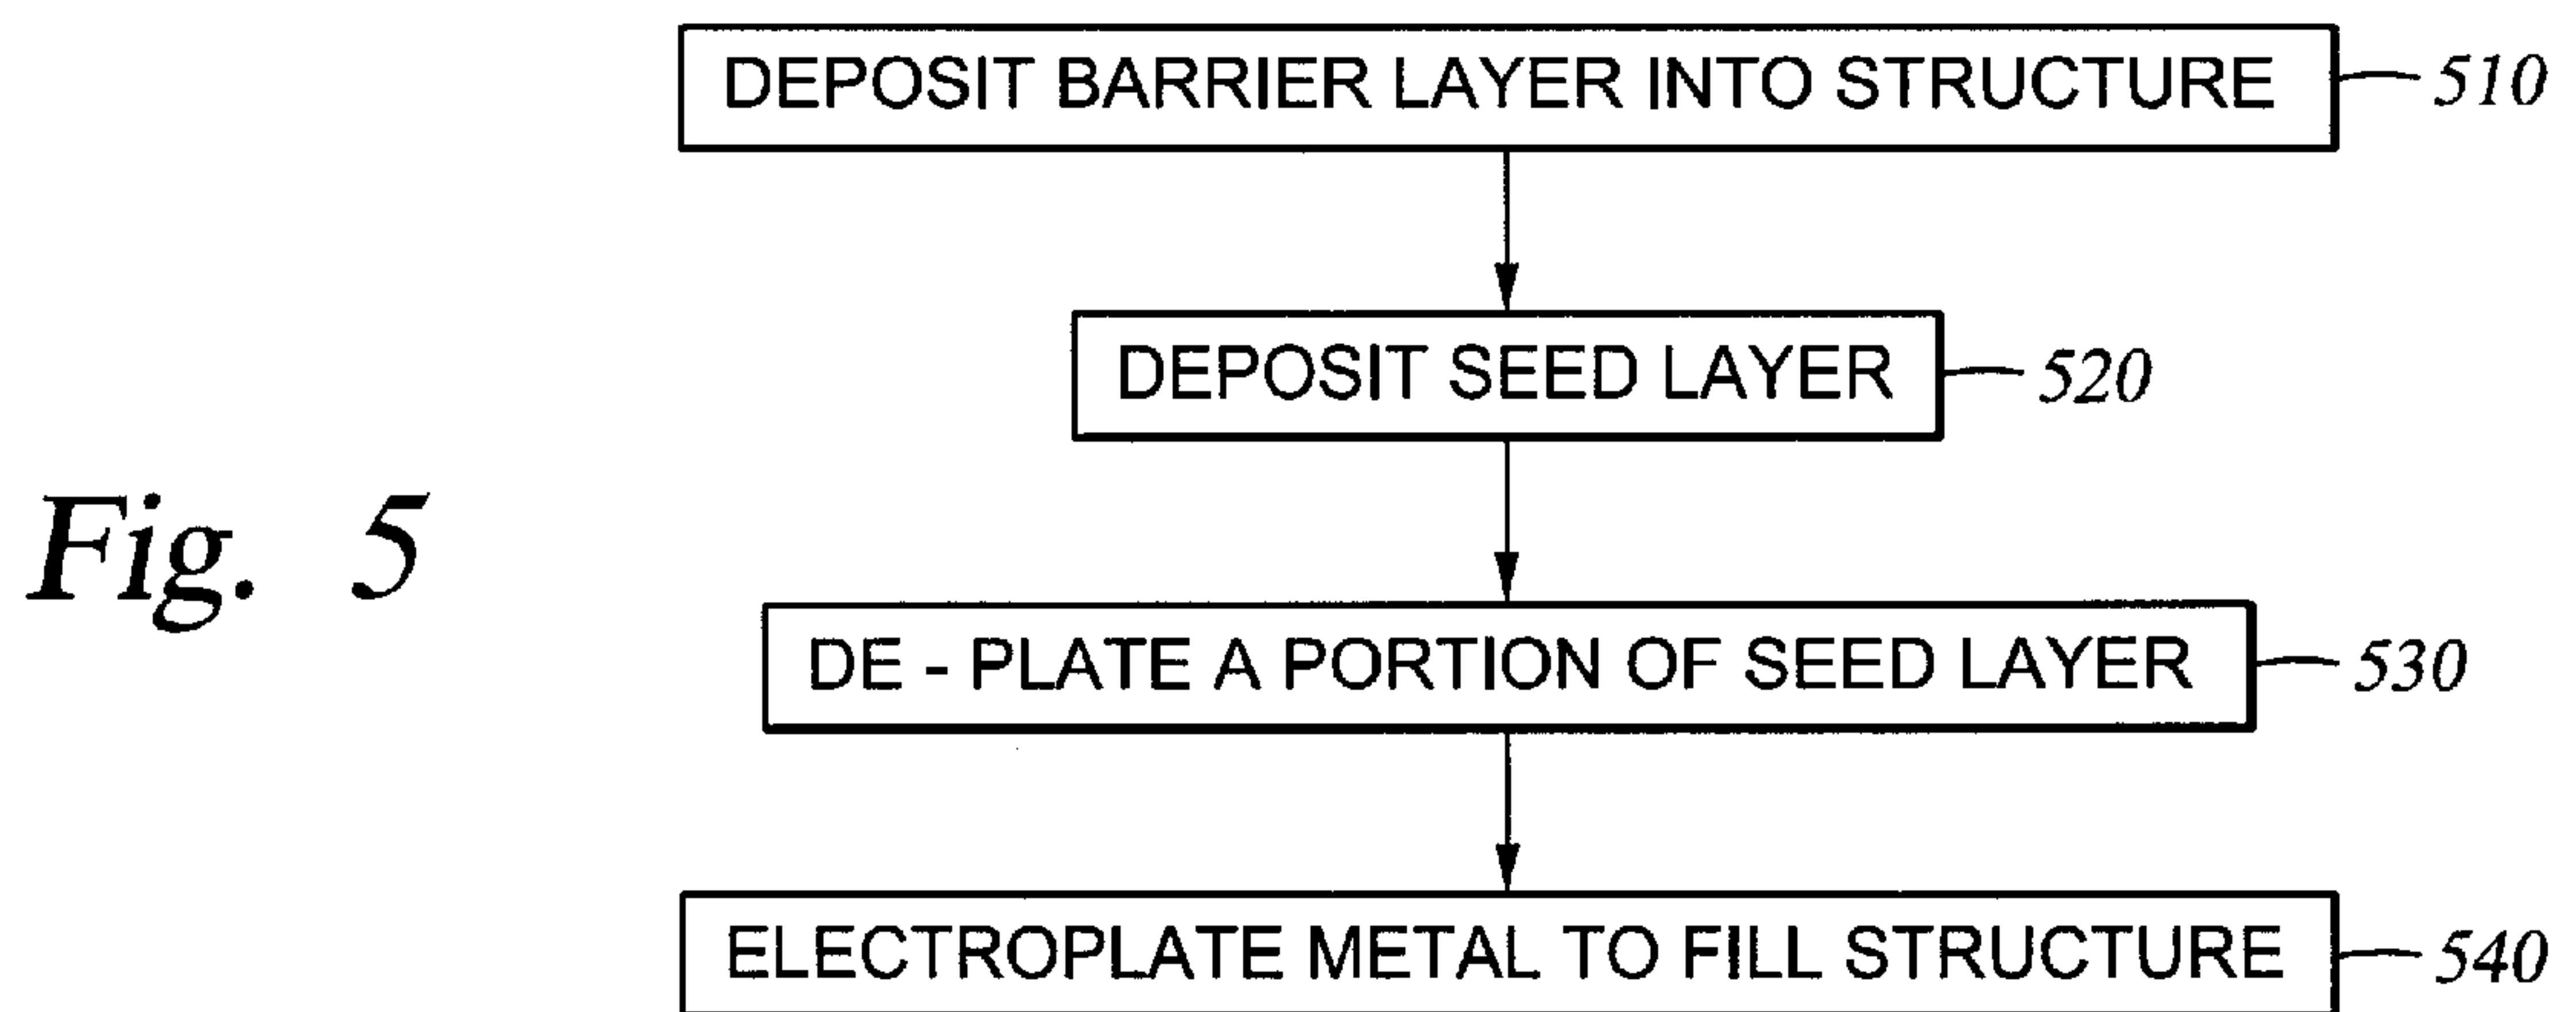 DEPOSIT BARRIER LAYER INTO STRUCTURE 510
DEPOSIT SEED LAYER 520
Fig. 5
DE - PLATE A PORTION OF SEED LAYER 530
ELECTROPLATE METAL TO FILL STRUCTURE 540